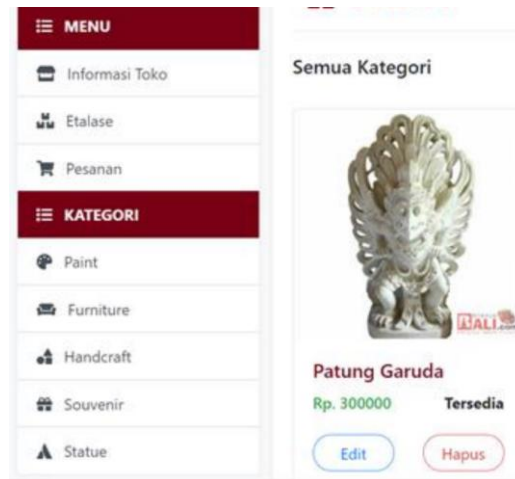 MENU
Informasi Toko
Etalase
Pesanan
KATEGORI
Paint
Furniture
Handcraft
Souvenir
Statue
Semua Kategori
BALI
Patung Garuda
Rp. 300000 Tersedia
Edit Hapus